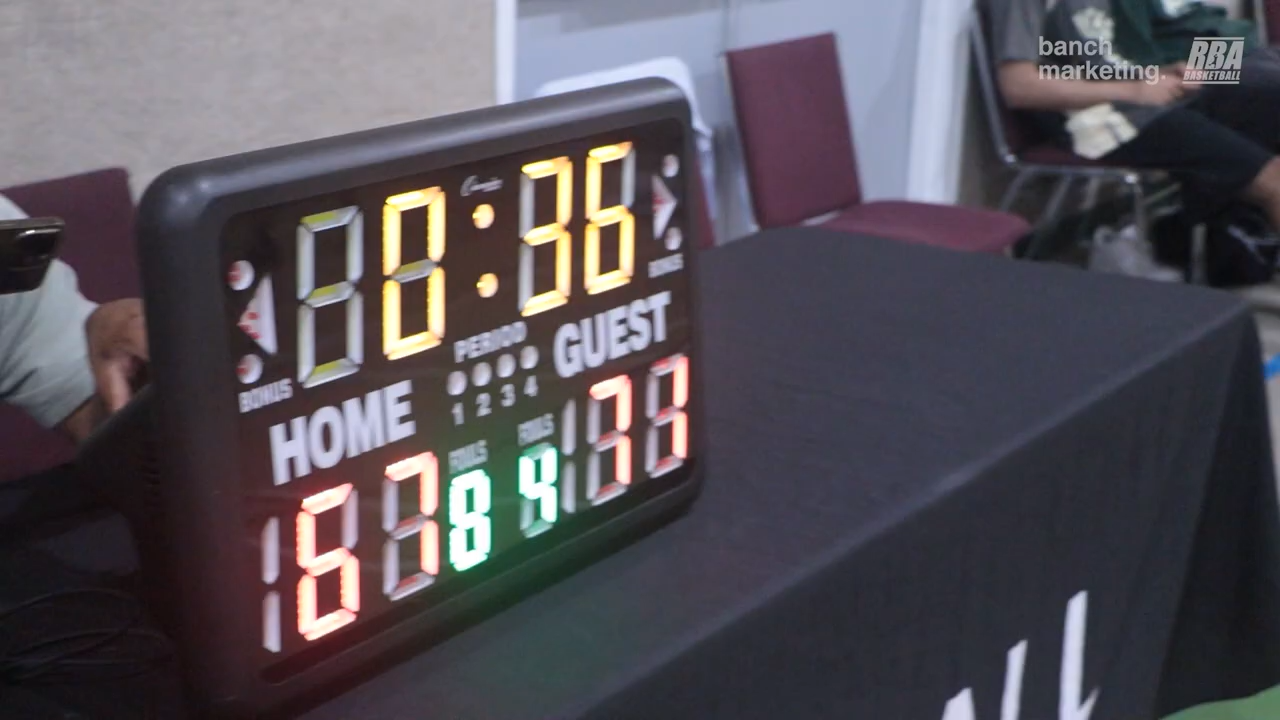 banch
marketing.
RBA
BASKETBALL
0:36
BONUS
BONUS
PERIOD
1 2 3 4
HOME
GUEST
FOULS
FOULS
67
8
4
77